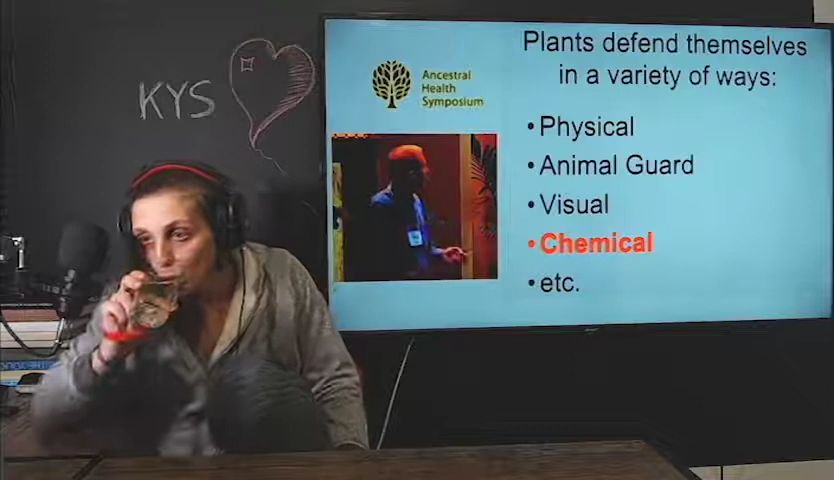 KYS
Ancestral
Health
Symposium
Plants defend themselves
in a variety of ways:
•Physical
•Animal Guard
•Visual
•Chemical
•etc.